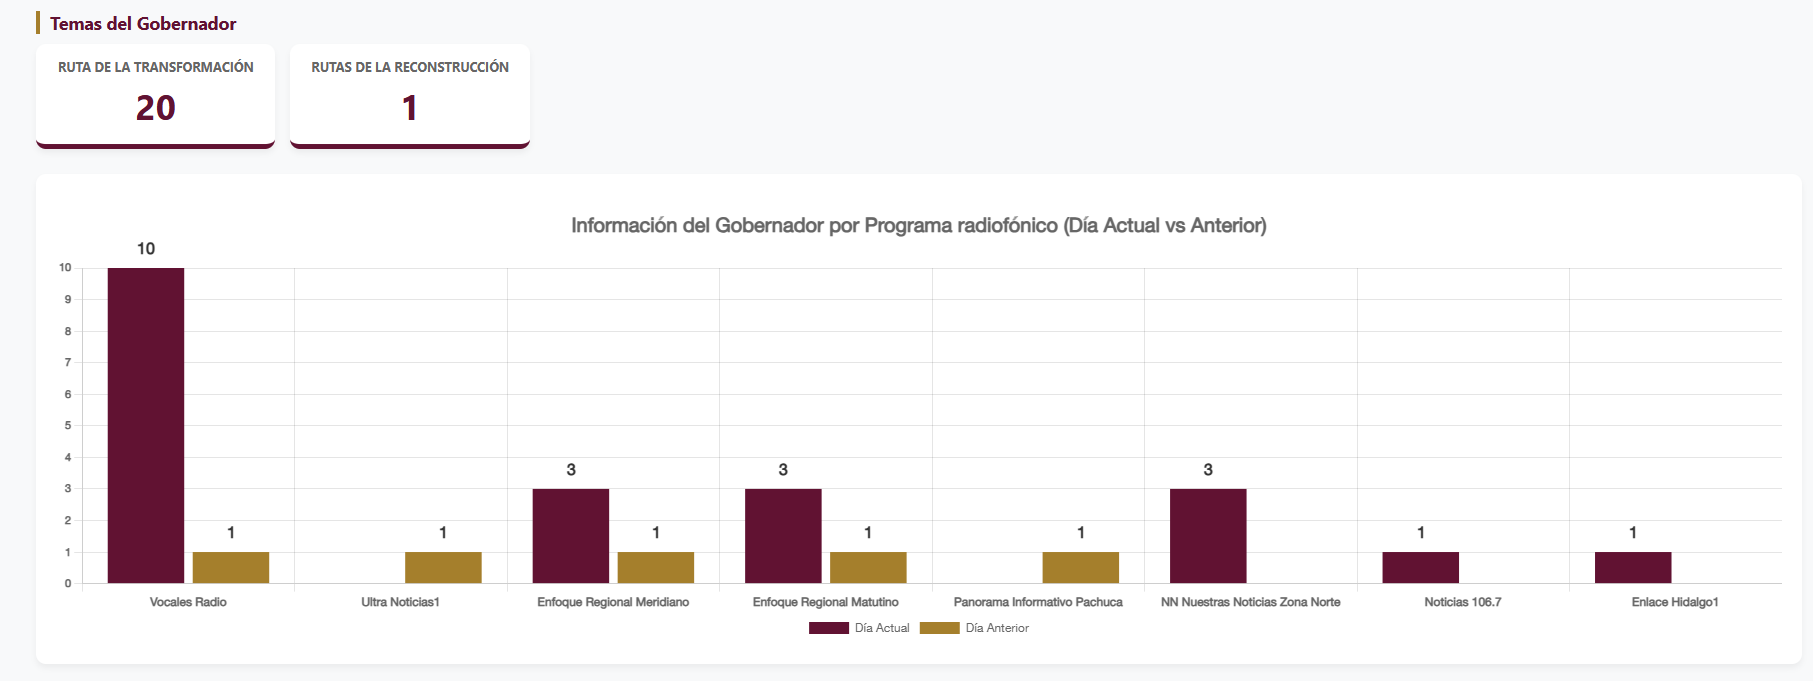 Temas del Gobernador
RUTA DE LA TRANSFORMACIÓN
20
RUTAS DE LA RECONSTRUCCIÓN
1
Información del Gobernador por Programa radiofónico (Día Actual vs Anterior)
10
9
8
7
6
5
4
3
2
1
0
10
1
1
3
1
3
1
1
3
1
1
Vocales Radio
Ultra Noticias1
Enfoque Regional Meridiano
Enfoque Regional Matutino
Panorama Informativo Pachuca
NN Nuestras Noticias Zona Norte
Noticias 106.7
Enlace Hidalgo1
Día Actual
Día Anterior